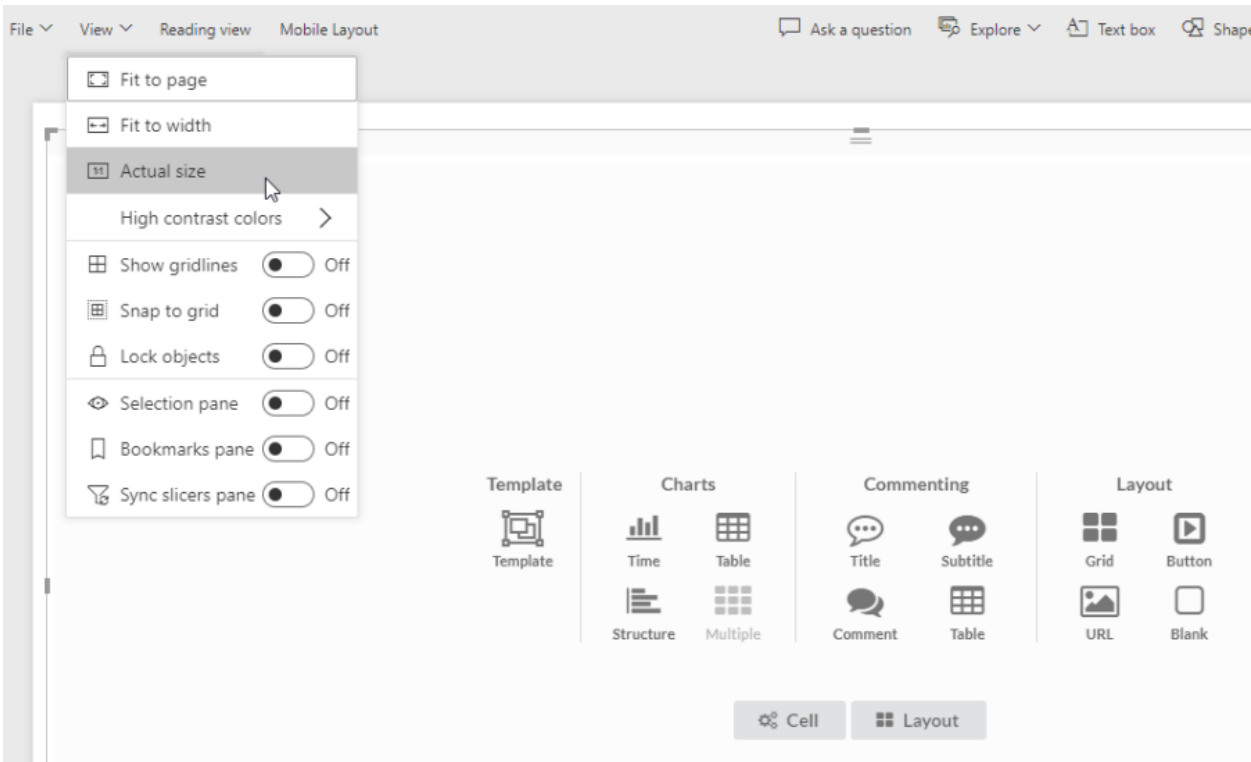 File View Reading view Mobile Layout Ask a question Explore Text box Shape
Fit to page
Fit to width
1:1 Actual size
High contrast colors
Show gridlines Off
Snap to grid Off
Lock objects Off
Selection pane Off
Bookmarks pane Off
Sync slicers pane Off
Template Charts Commenting Layout
Template Time Table Title Subtitle Grid Button
Structure Multiple Comment Table URL Blank
Cell Layout